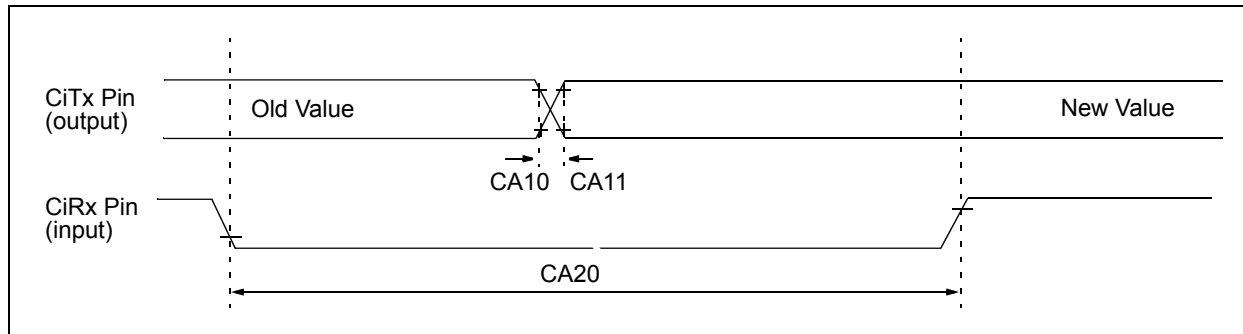 CiTx Pin
(output)
Old Value
New Value
CA10 CA11
CiRx Pin
(input)
CA20